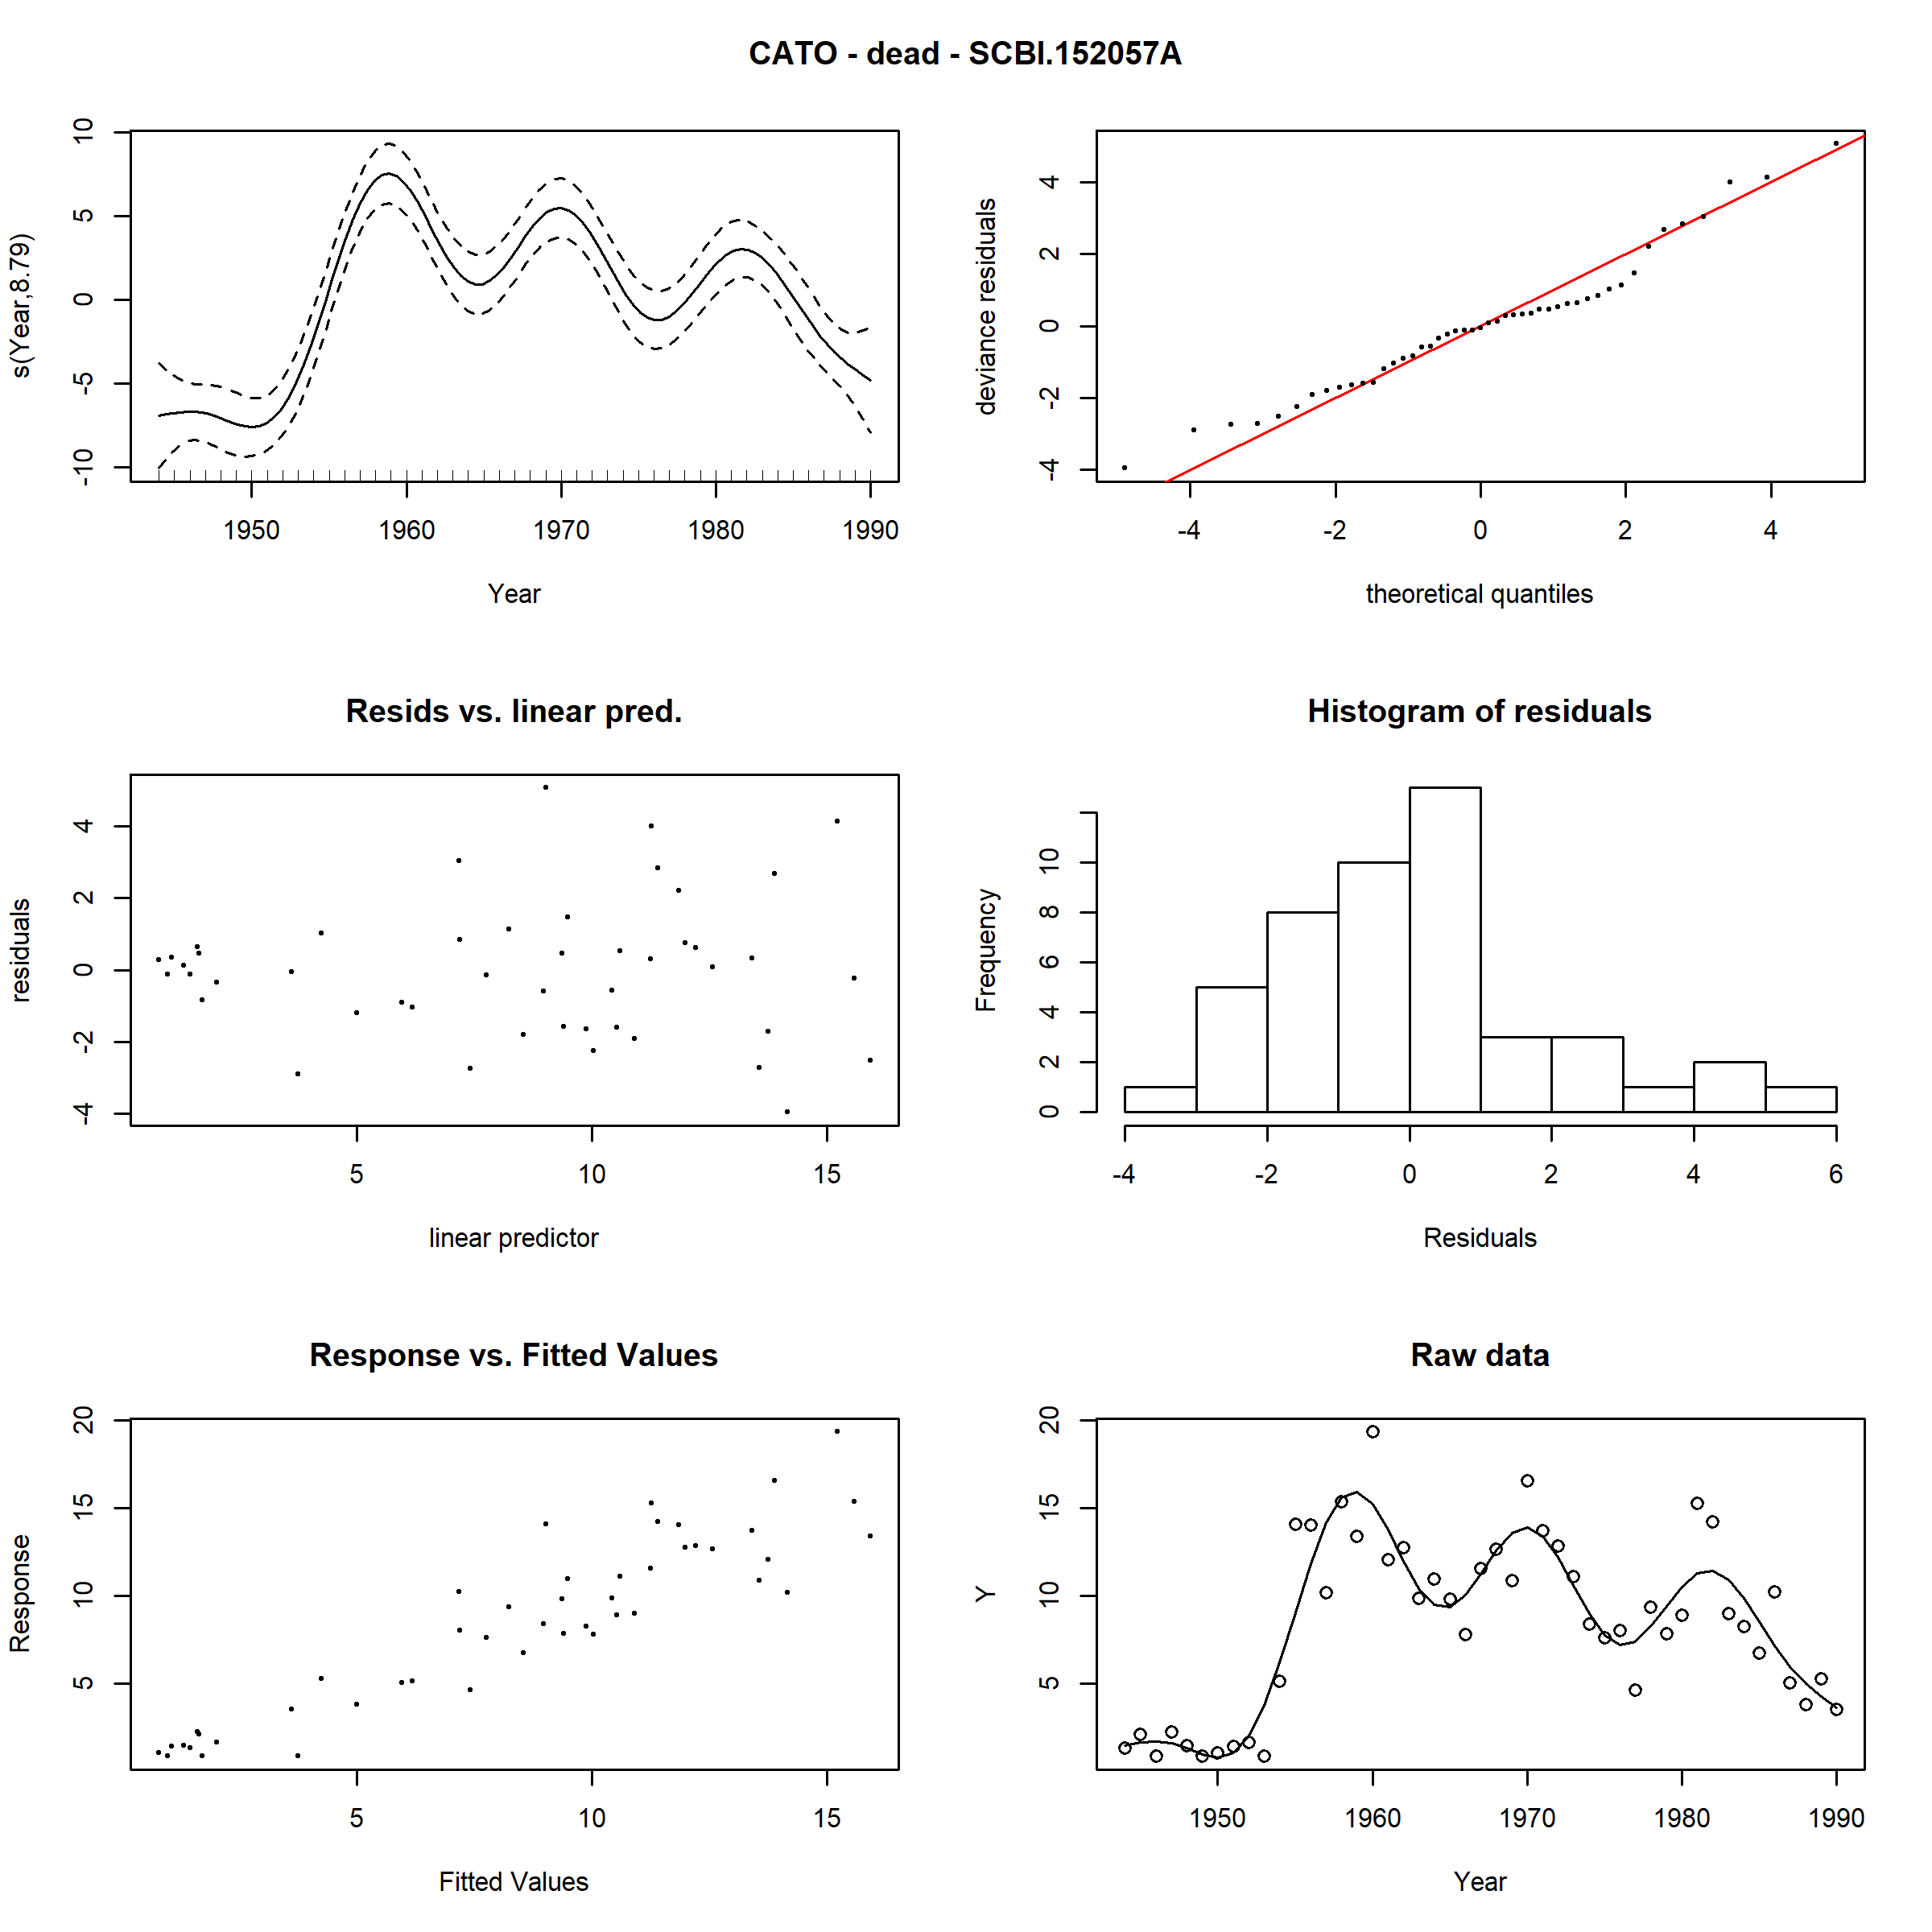 CATO - dead - SCBI.152057A
s(Year,8.79)
10
5
0
-5
-10
1950 1960 1970 1980 1990
Year
deviance residuals
4
2
0
-2
-4
-4 -2 0 2 4
theoretical quantiles
Resids vs. linear pred.
residuals
4
2
0
-2
-4
5 10 15
linear predictor
Histogram of residuals
Frequency
10
8
6
4
2
0
-4 -2 0 2 4 6
Residuals
Response vs. Fitted Values
Response
20
15
10
5
5 10 15
Fitted Values
Raw data
Y
20
15
10
5
1950 1960 1970 1980 1990
Year